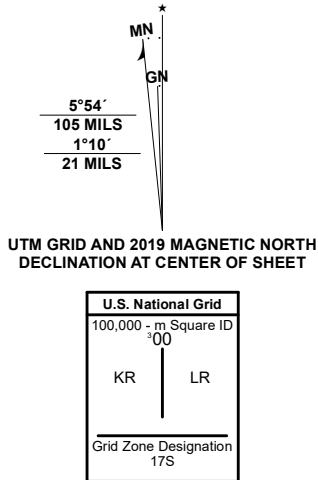 MN
GN
5°54´
105 MILS
1°10´
21 MILS
UTM GRID AND 2019 MAGNETIC NORTH
DECLINATION AT CENTER OF SHEET
U.S. National Grid
100,000 - m Square ID
³00
KR LR
Grid Zone Designation
17S